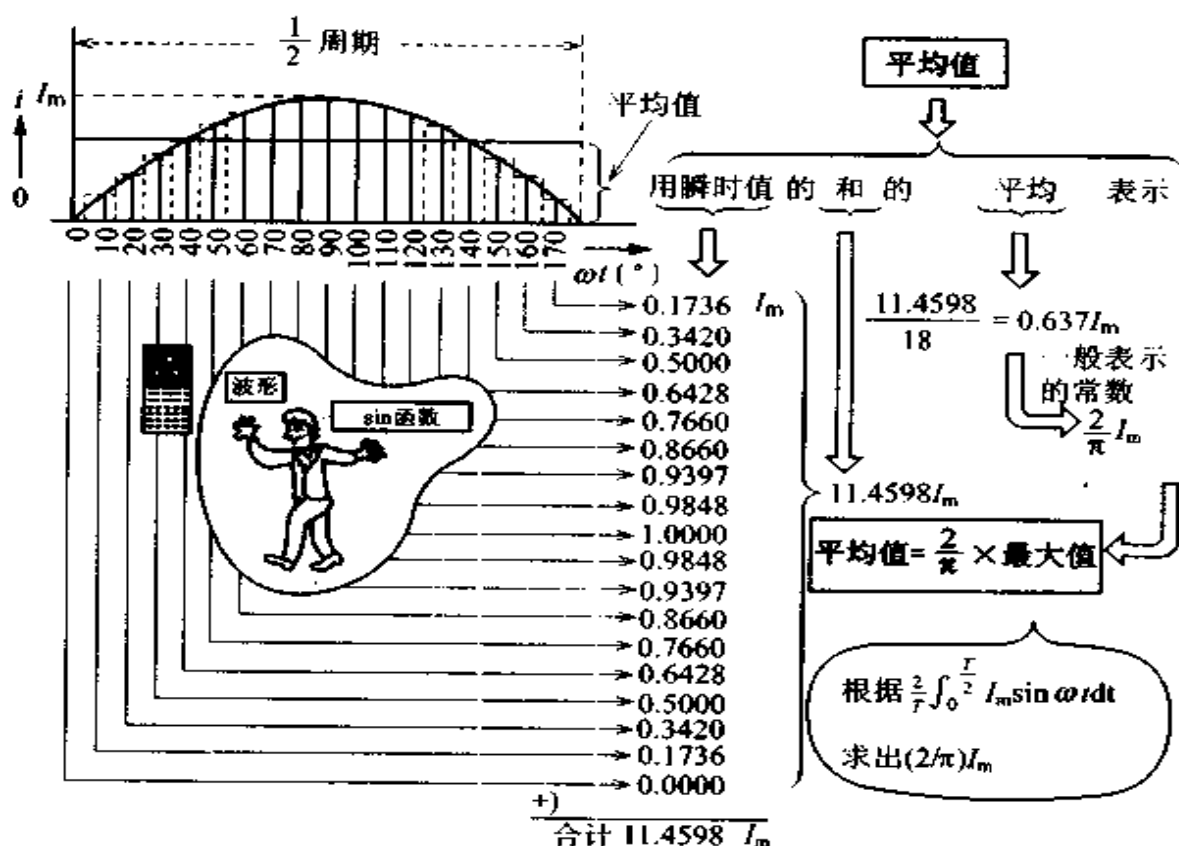 1/2 周期
i
I_m
0
平均值
0 10 20 30 40 50 60 70 80 90 100 110 120 130 140 150 160 170
ωt (°)
0.1736 I_m
0.3420
0.5000
0.6428
0.7660
0.8660
0.9397
0.9848
1.0000
0.9848
0.9397
0.8660
0.7660
0.6428
0.5000
0.3420
0.1736
0.0000
+)
合计 11.4598 I_m
波形
sin函数
平均值
用瞬时值 的 和 的 平均 表示
11.4598/18 = 0.637I_m
一般表示
的常数
2/π I_m
11.4598I_m
平均值= 2/π × 最大值
根据 2/T ∫_0^{T/2} I_m sin ωtdt
求出(2/π)I_m